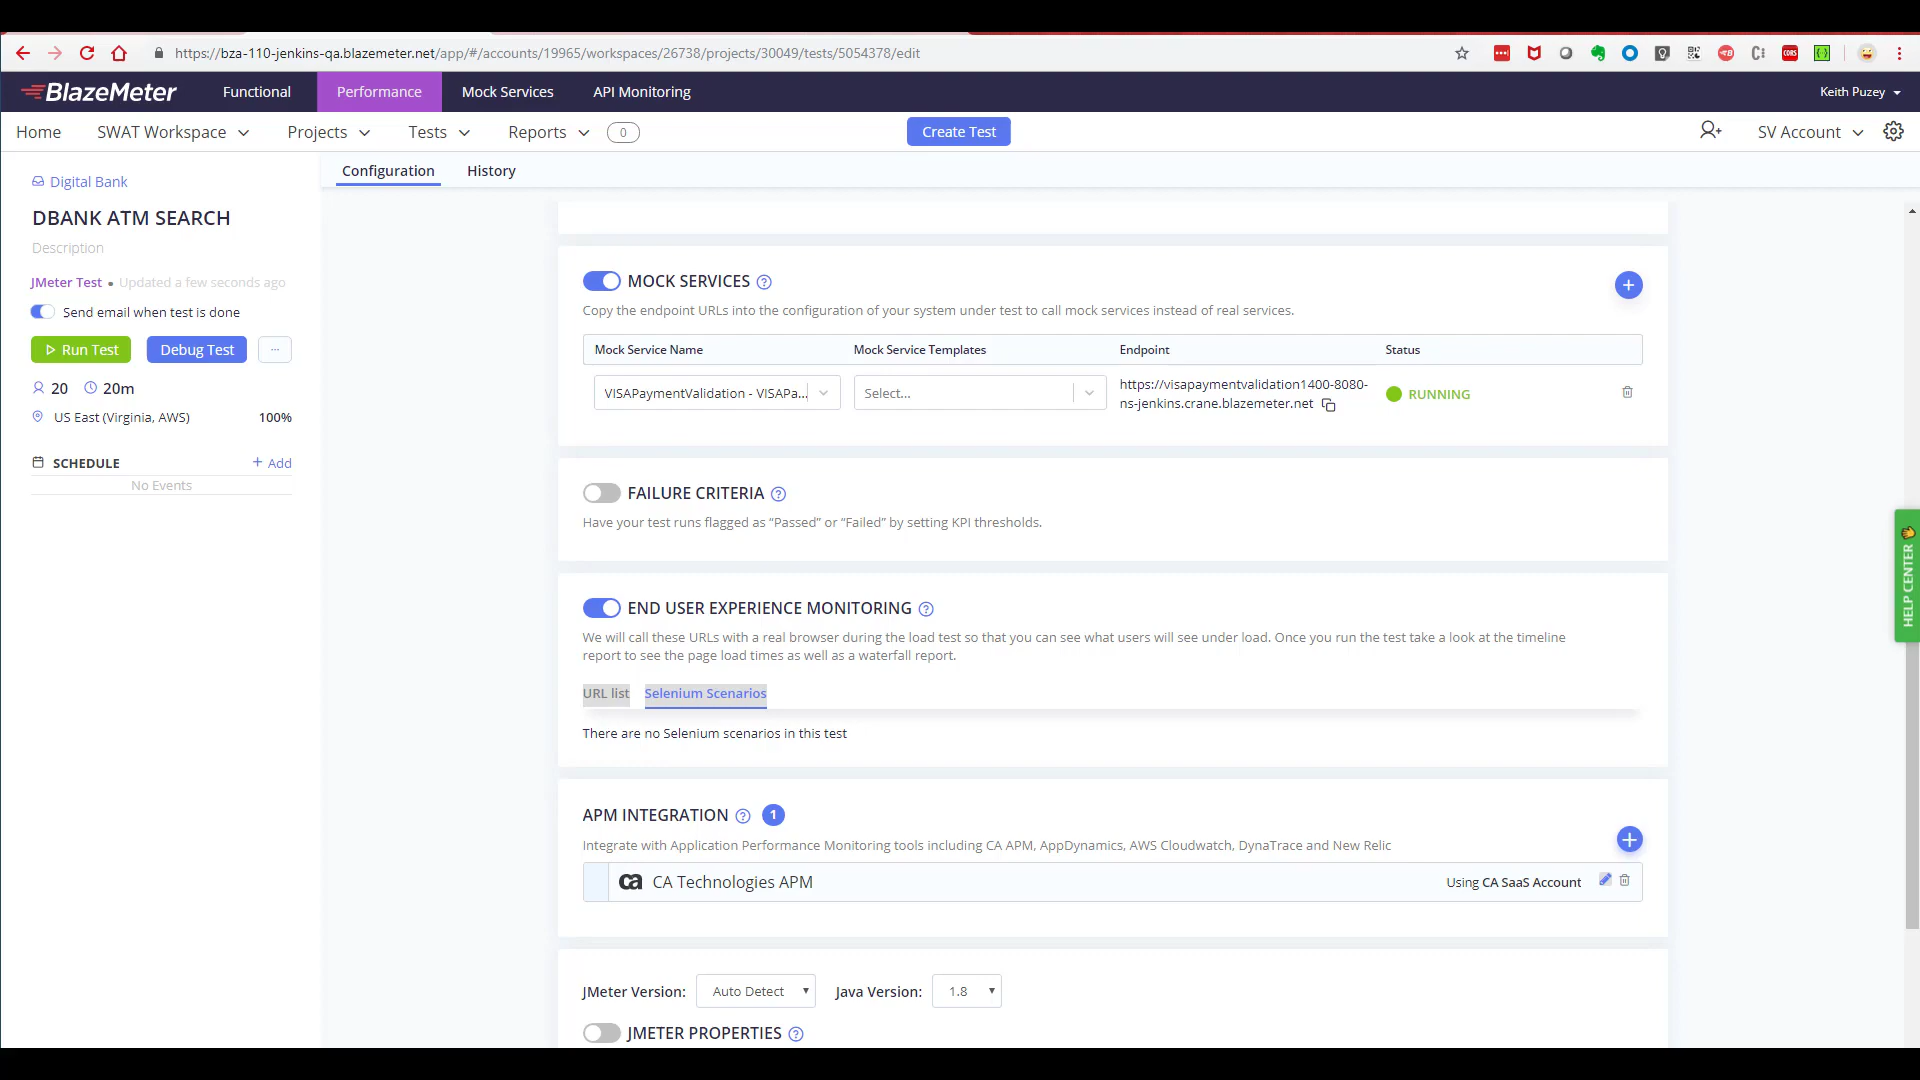 https://bza-110-jenkins-qa.blazemeter.net/app/#/accounts/19965/workspaces/26738/projects/30049/tests/5054378/edit
BlazeMeter
Functional
Performance
Mock Services
API Monitoring
Keith Puzey
Home
SWAT Workspace
Projects
Tests
Reports
0
Create Test
SV Account
Configuration
History
Digital Bank
DBANK ATM SEARCH
Description
JMeter Test • Updated a few seconds ago
Send email when test is done
Run Test
Debug Test
...
20
20m
US East (Virginia, AWS)
100%
SCHEDULE
+ Add
No Events
MOCK SERVICES ?
+
Copy the endpoint URLs into the configuration of your system under test to call mock services instead of real services.
Mock Service Name
Mock Service Templates
Endpoint
Status
VISAPaymentValidation - VISAPa...
Select...
https://visapaymentvalidation1400-8080-
ns-jenkins.crane.blazemeter.net
RUNNING
FAILURE CRITERIA ?
Have your test runs flagged as “Passed” or “Failed” by setting KPI thresholds.
END USER EXPERIENCE MONITORING ?
We will call these URLs with a real browser during the load test so that you can see what users will see under load. Once you run the test take a look at the timeline
report to see the page load times as well as a waterfall report.
URL list
Selenium Scenarios
There are no Selenium scenarios in this test
APM INTEGRATION ? 1
+
Integrate with Application Performance Monitoring tools including CA APM, AppDynamics, AWS Cloudwatch, DynaTrace and New Relic
ca CA Technologies APM
Using CA SaaS Account
JMeter Version: Auto Detect
Java Version: 1.8
JMETER PROPERTIES ?
HELP CENTER